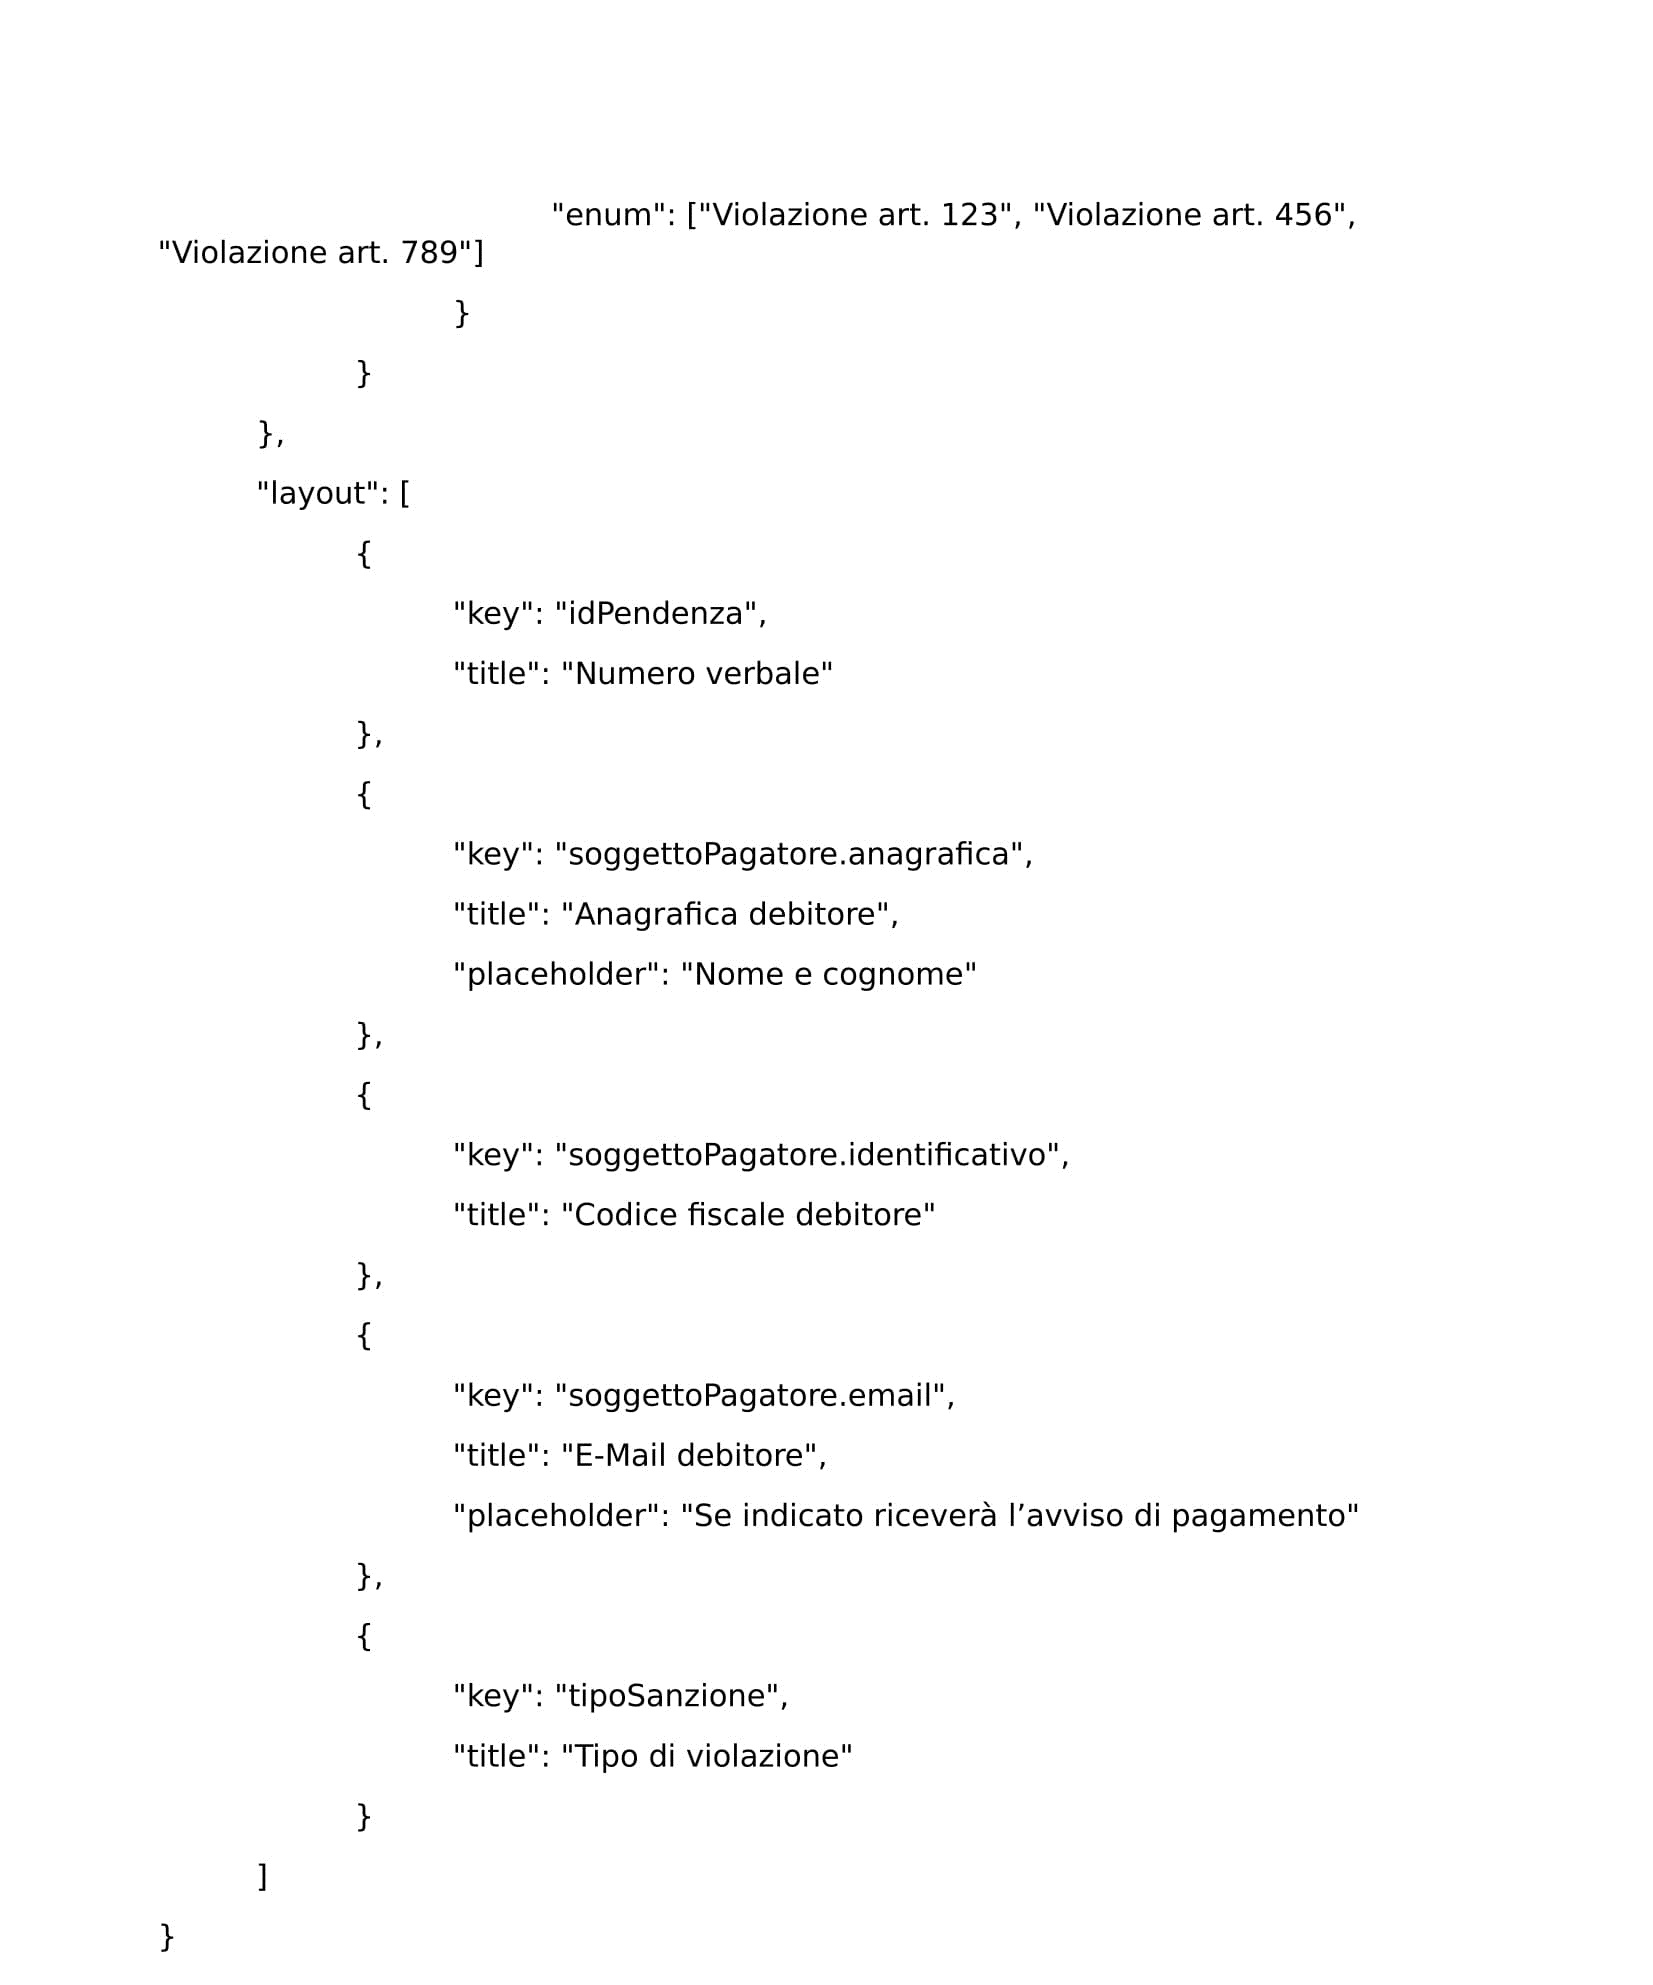 "enum": ["Violazione art. 123", "Violazione art. 456",
"Violazione art. 789"]
}
}
},
"layout": [
{
"key": "idPendenza",
"title": "Numero verbale"
},
{
"key": "soggettoPagatore.anagrafica",
"title": "Anagrafica debitore",
"placeholder": "Nome e cognome"
},
{
"key": "soggettoPagatore.identificativo",
"title": "Codice fiscale debitore"
},
{
"key": "soggettoPagatore.email",
"title": "E-Mail debitore",
"placeholder": "Se indicato riceverà l’avviso di pagamento"
},
{
"key": "tipoSanzione",
"title": "Tipo di violazione"
}
]
}